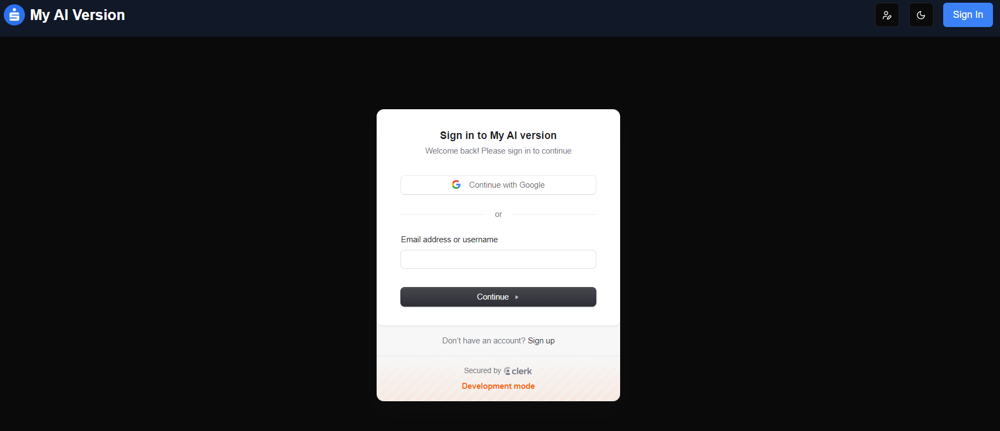 My AI Version
Sign In
Sign in to My AI version
Welcome back! Please sign in to continue
Continue with Google
or
Email address or username
Continue
Don’t have an account? Sign up
Secured by clerk
Development mode